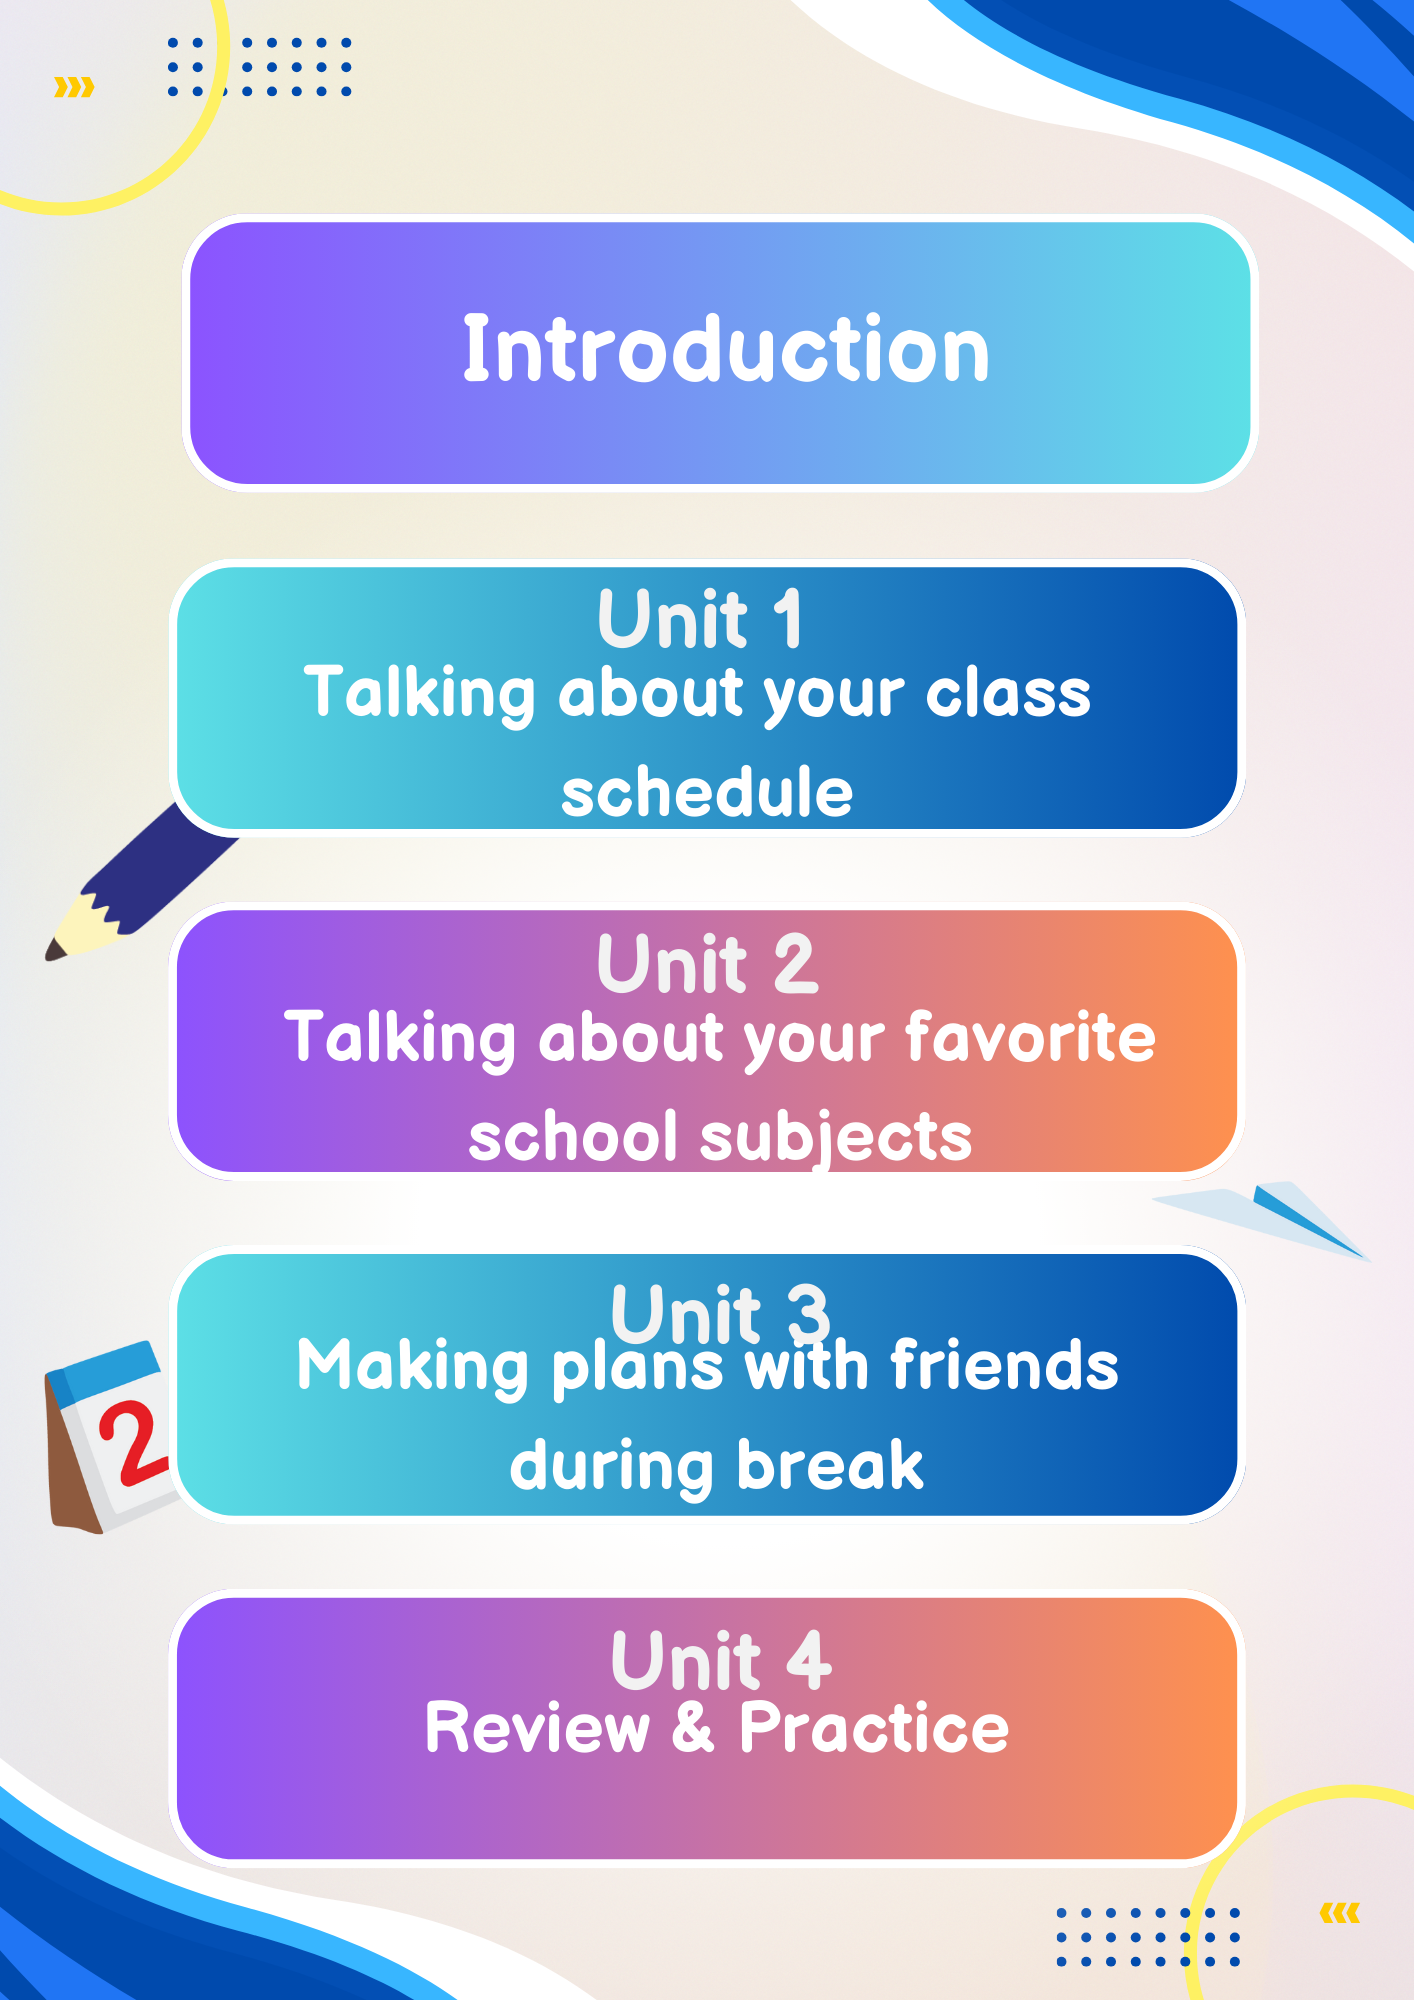 Introduction
Unit 1
Talking about your class
schedule
Unit 2
Talking about your favorite
school subjects
Unit 3
Making plans with friends
during break
2
Unit 4
Review & Practice